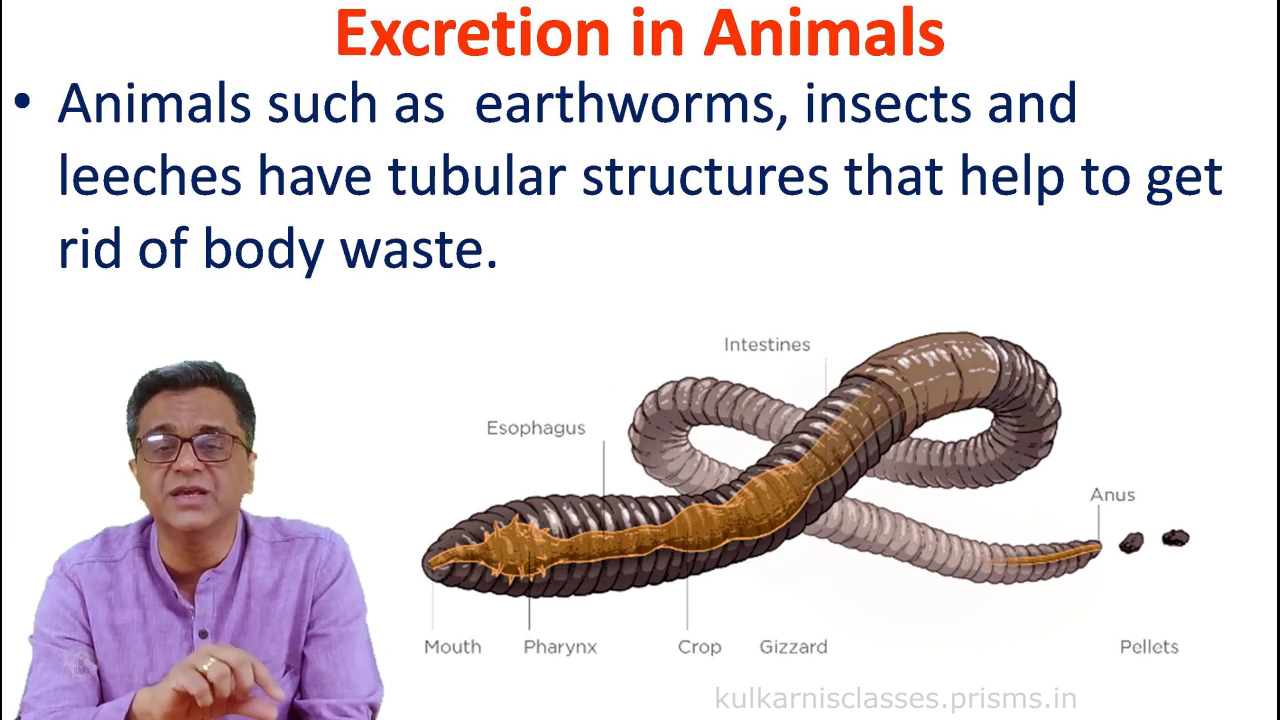 Excretion in Animals
• Animals such as earthworms, insects and
leeches have tubular structures that help to get
rid of body waste.
Intestines
Esophagus
Anus
Mouth
Pharynx
Crop
Gizzard
Pellets
kulkarnisclasses.prisms.in